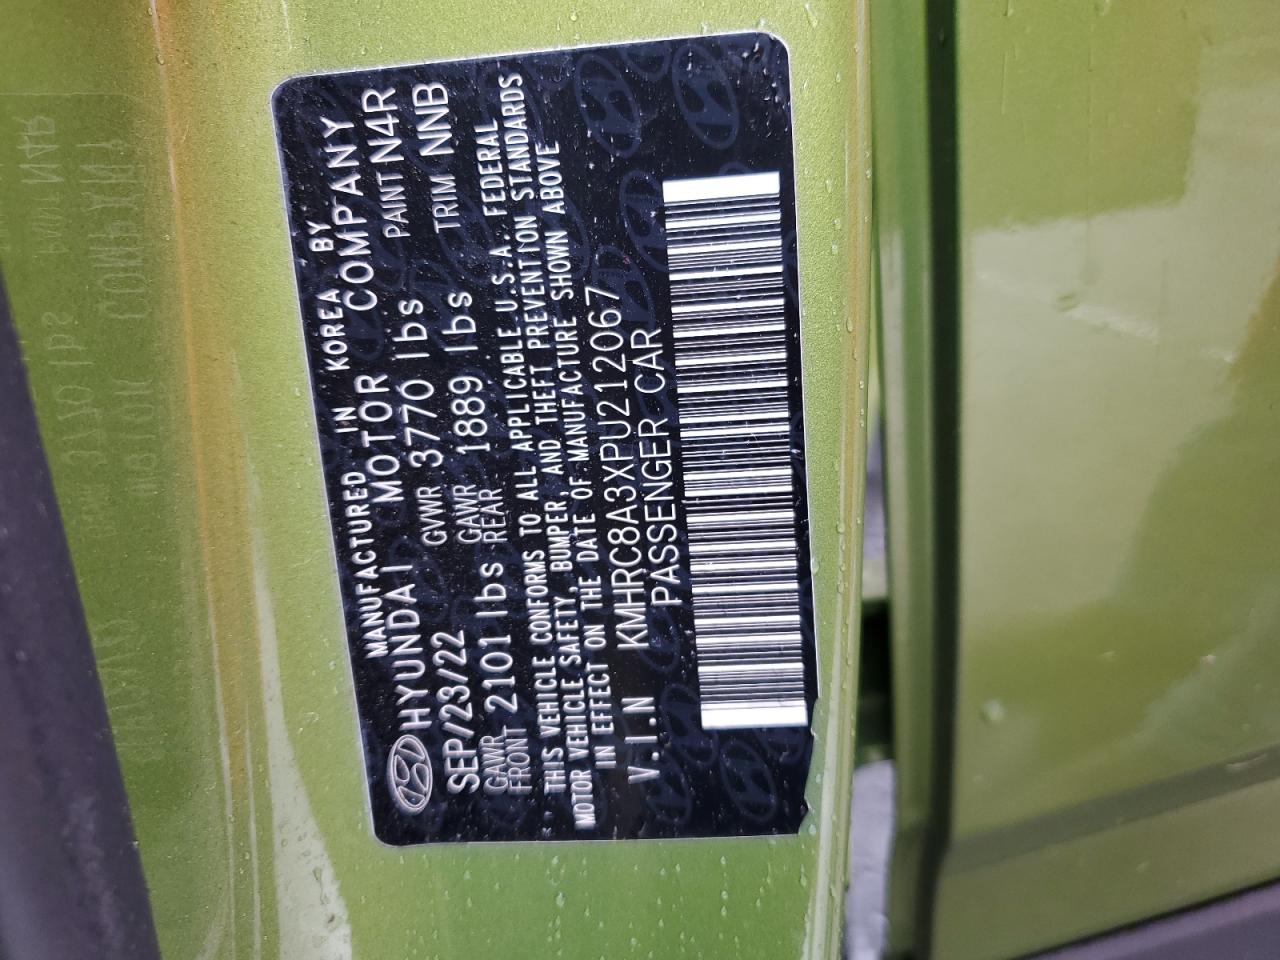 MANUFACTURED IN KOREA BY
HYUNDAI MOTOR COMPANY
SEP/23/22 GVWR 3770 lbs PAINT N4R
GAWR FRONT 2101 lbs GAWR REAR 1889 lbs TRIM NNB
THIS VEHICLE CONFORMS TO ALL APPLICABLE U.S.A. FEDERAL
MOTOR VEHICLE SAFETY, BUMPER, AND THEFT PREVENTION STANDARDS
IN EFFECT ON THE DATE OF MANUFACTURE SHOWN ABOVE
V.I.N KMHRC8A3XPU212067
PASSENGER CAR